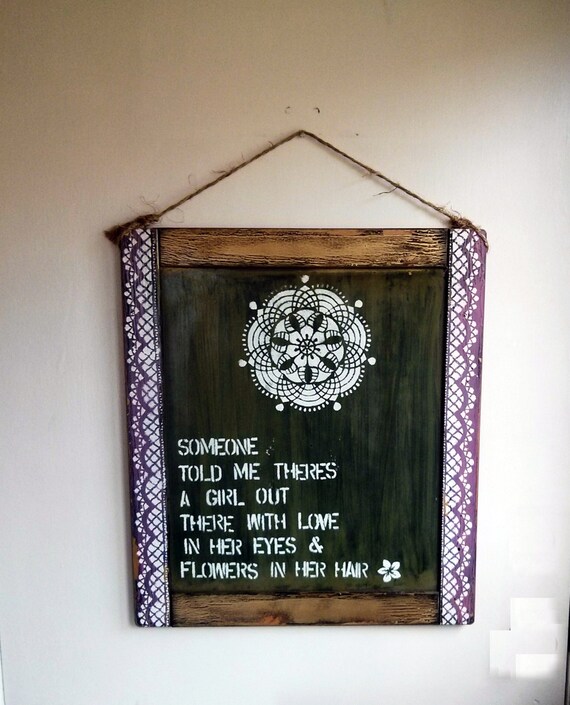 SOMEONE
TOLD ME THERES
A GIRL OUT
THERE WITH LOVE
IN HER EYES &
FLOWERS IN HER HAIR